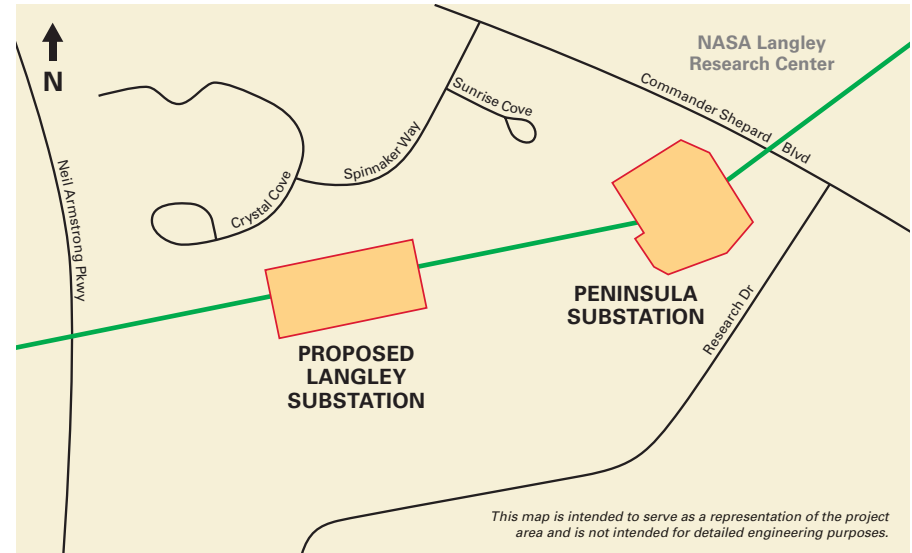 N
NASA Langley
Research Center
Commander Shepard Blvd
Sunrise Cove
Spinnaker Way
Crystal Cove
Neil Armstrong Pkwy
PENINSULA
SUBSTATION
Research Dr
PROPOSED
LANGLEY
SUBSTATION
This map is intended to serve as a representation of the project
area and is not intended for detailed engineering purposes.